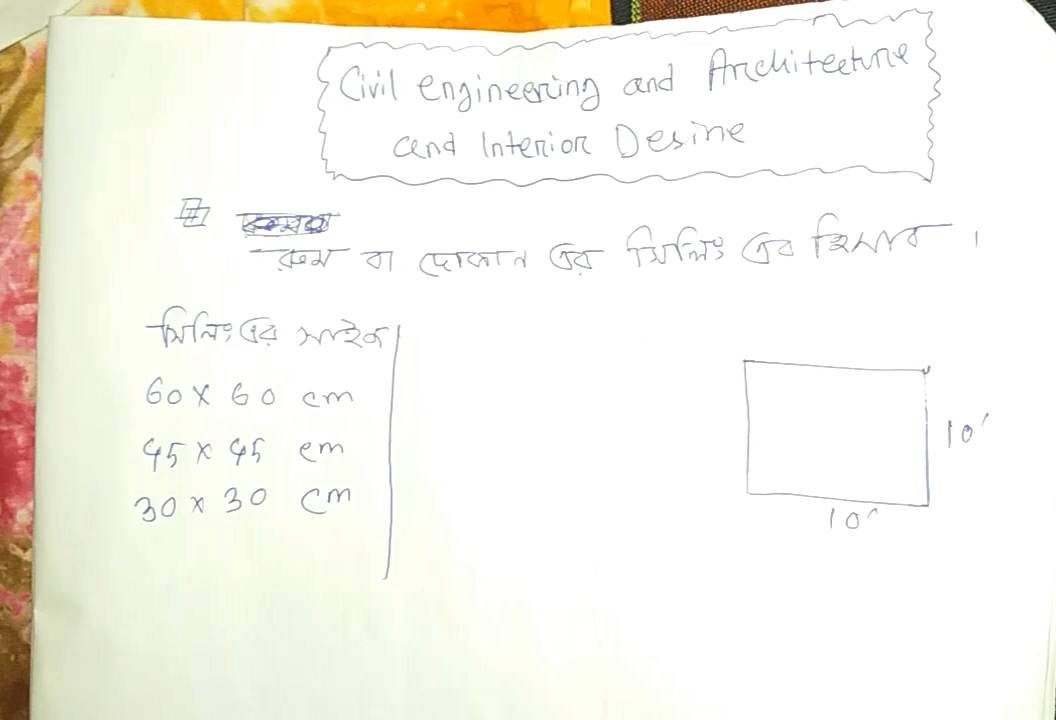 Civil engineering and Architecture
and Interior Desine
রুম বা দোকান এর সিলিং এর হিসাব ।
সিলিং এর সাইজ
60 x 60 cm
45 x 45 cm
30 x 30 cm
10'
10'